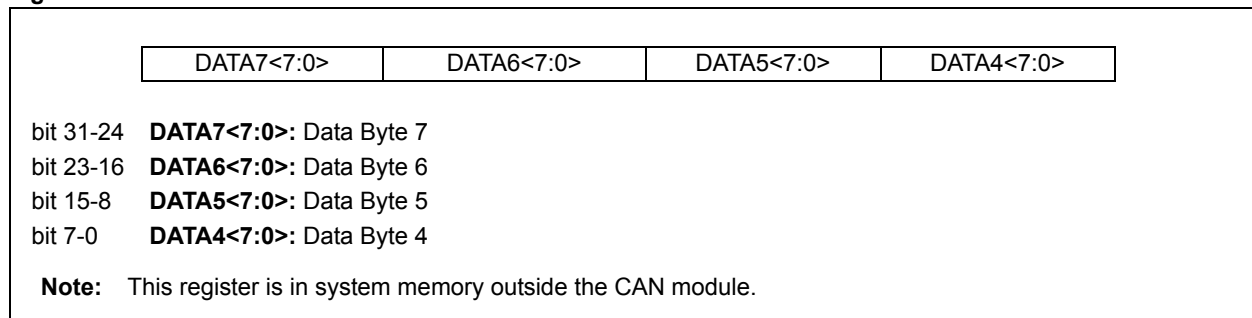 DATA7<7:0> DATA6<7:0> DATA5<7:0> DATA4<7:0>
bit 31-24 DATA7<7:0>: Data Byte 7
bit 23-16 DATA6<7:0>: Data Byte 6
bit 15-8 DATA5<7:0>: Data Byte 5
bit 7-0 DATA4<7:0>: Data Byte 4
Note: This register is in system memory outside the CAN module.